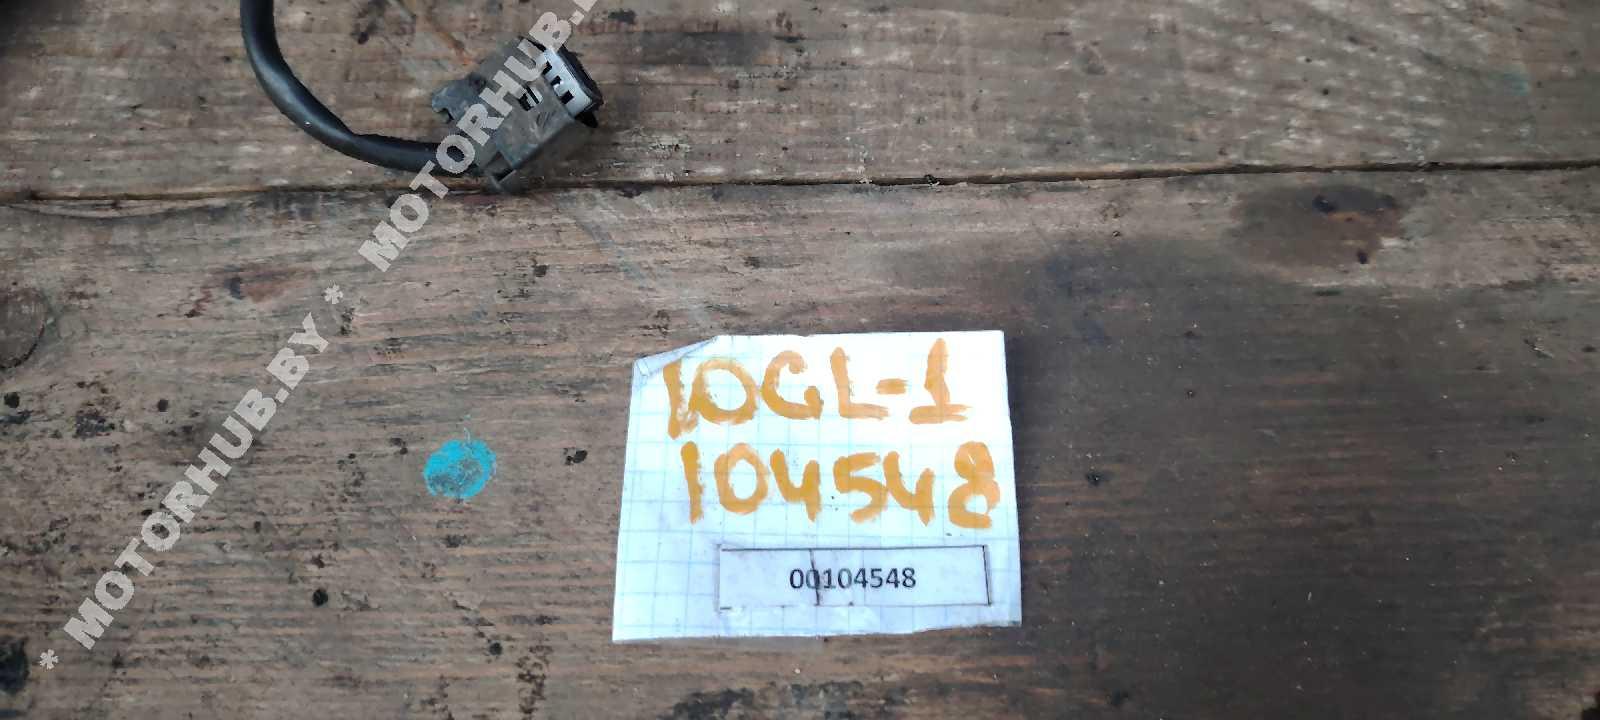 * MOTORHUB.BY * MOTORHUB.
10GL-1
104548
00104548